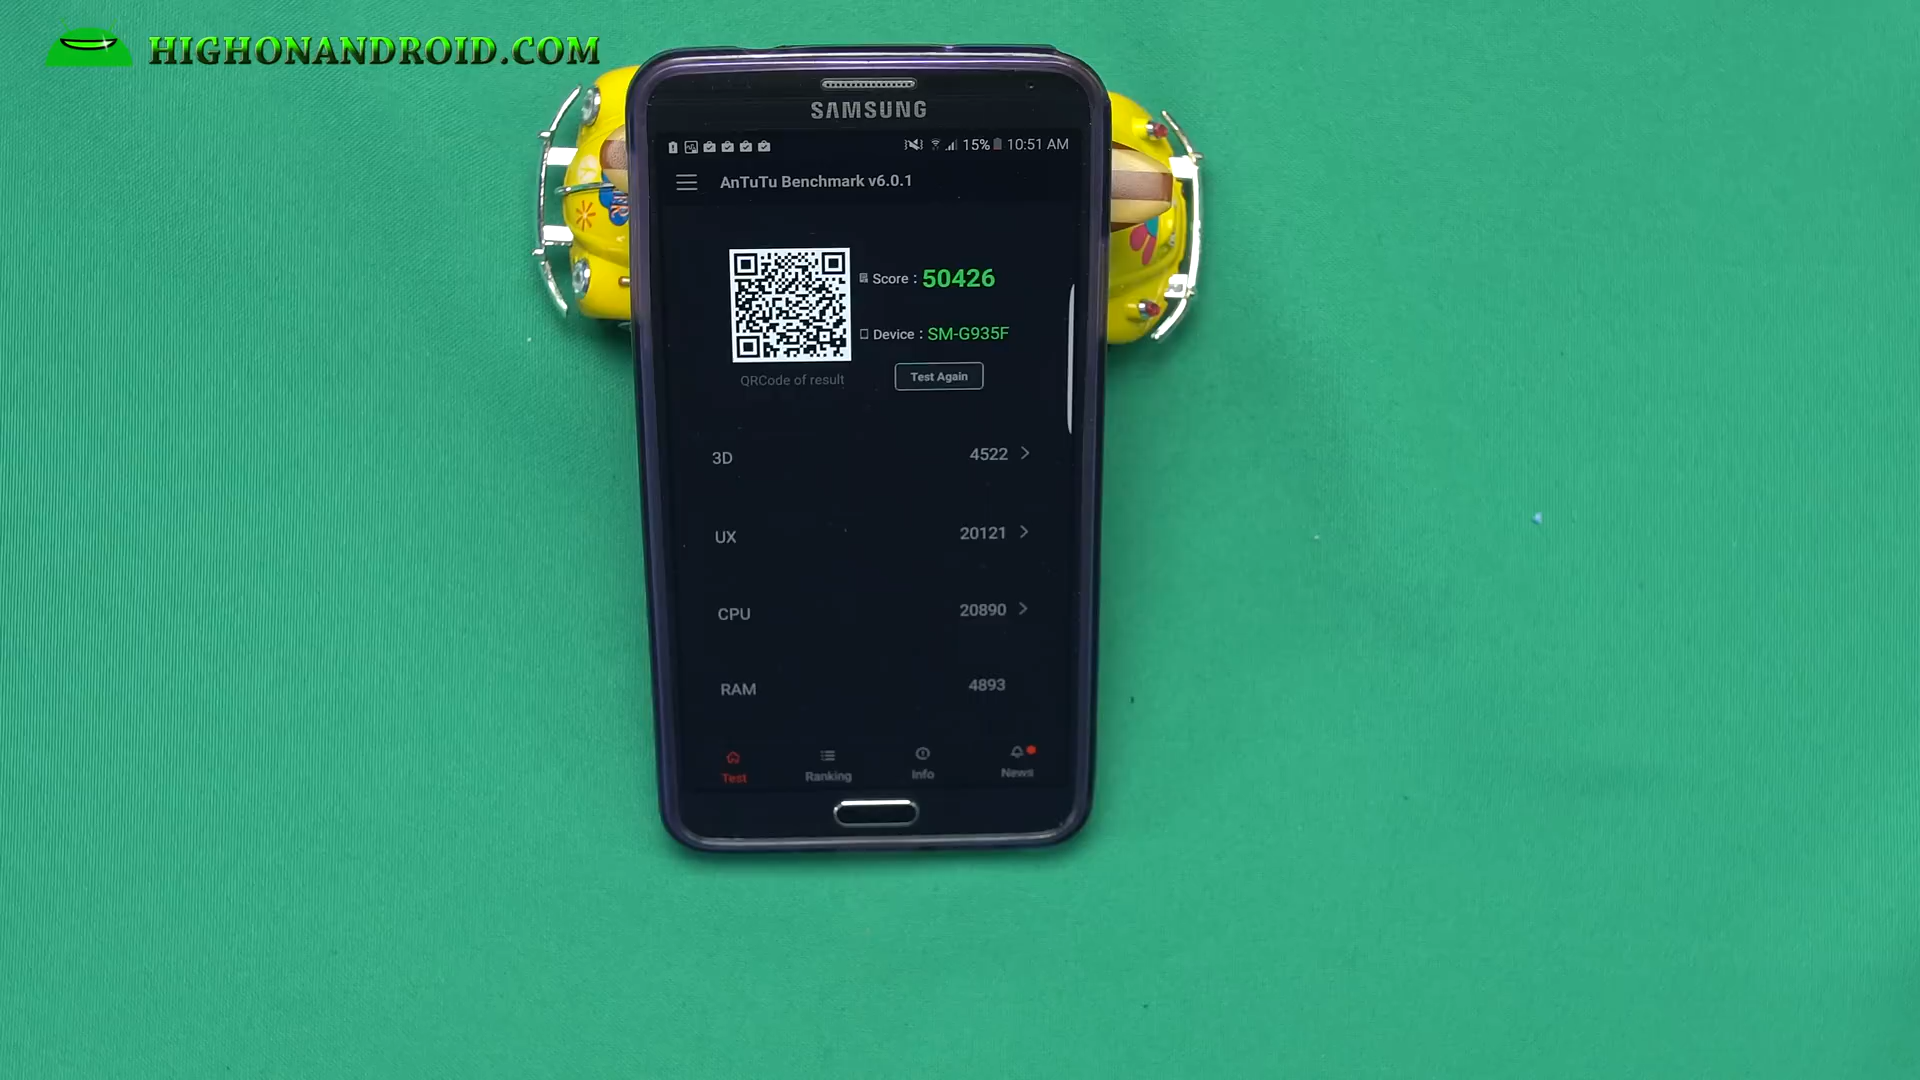 HIGHONANDROID.COM
SAMSUNG
15% 10:51 AM
AnTuTu Benchmark v6.0.1
Score : 50426
Device : SM-G935F
QRCode of result
Test Again
3D 4522
UX 20121
CPU 20890
RAM 4893
Test Ranking Info News